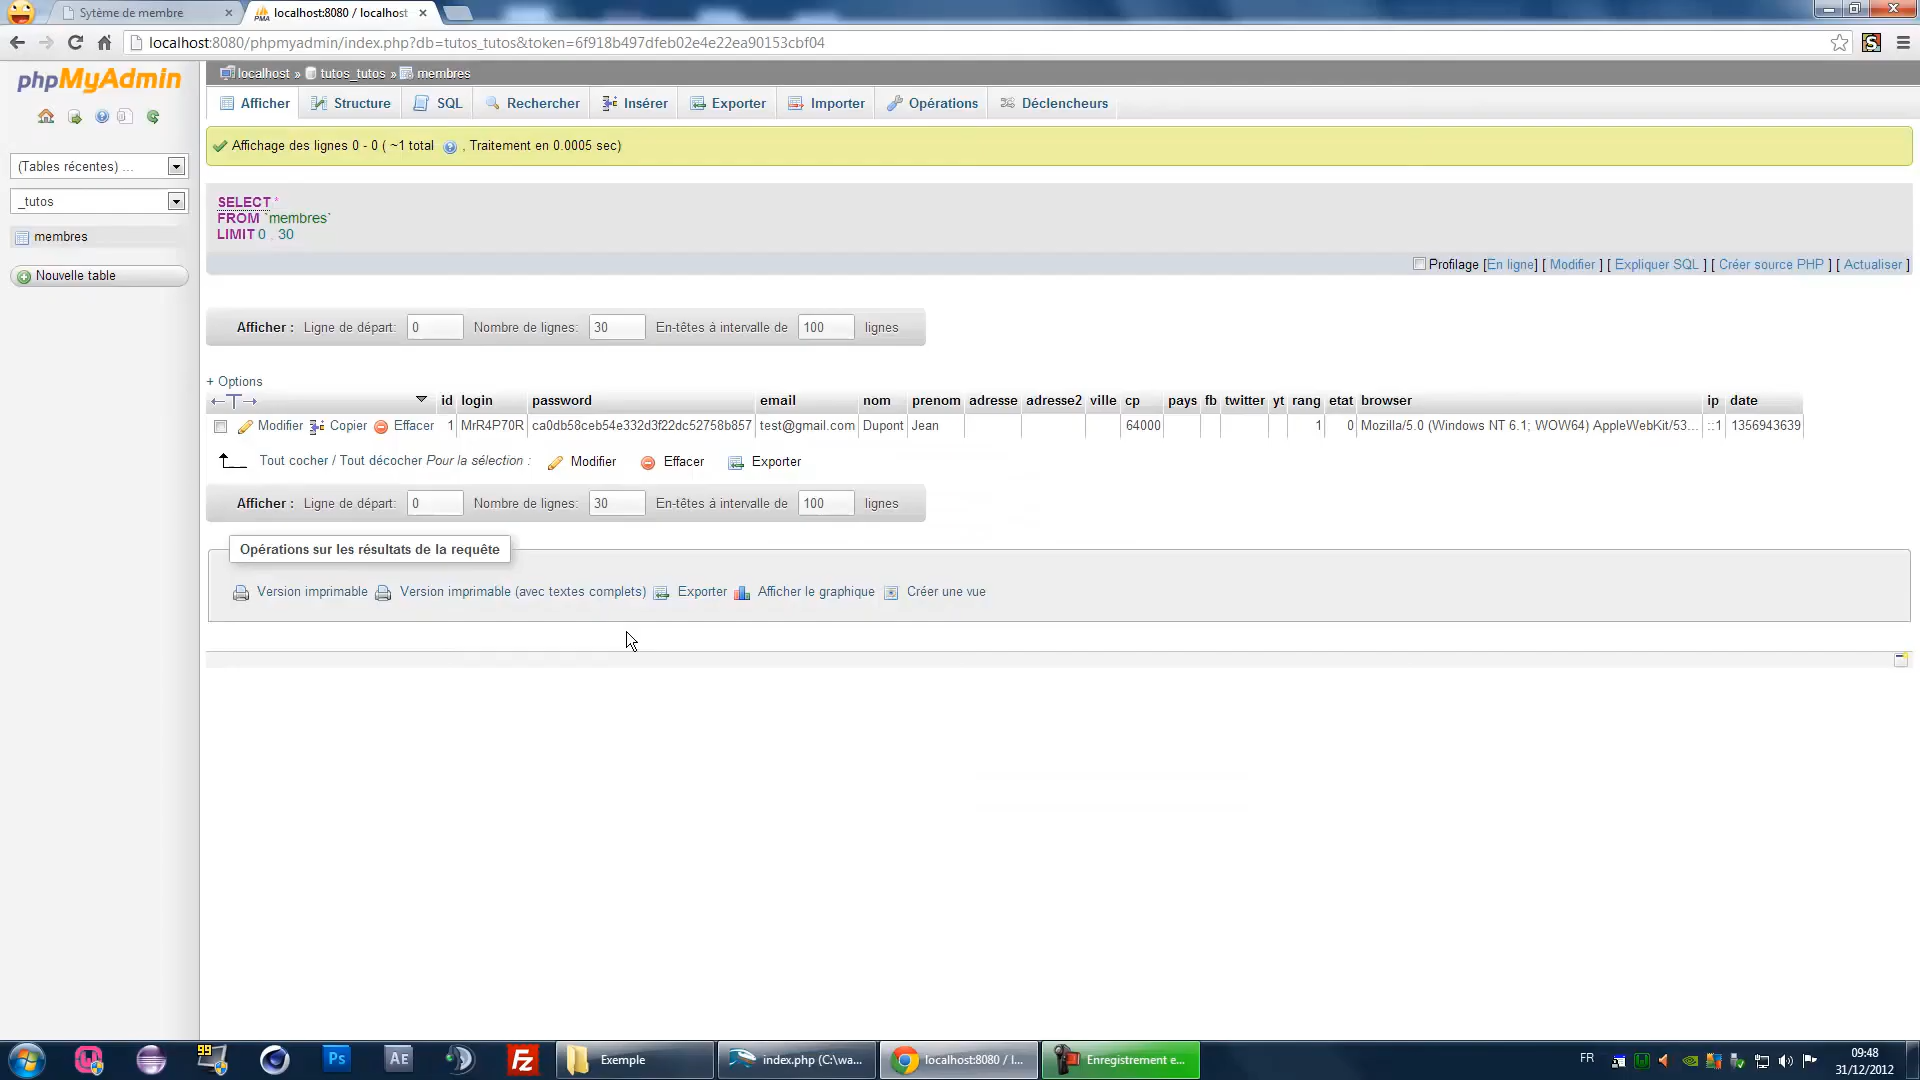 Sytème de membre
localhost:8080 / localhost
localhost:8080/phpmyadmin/index.php?db=tutos_tutos&token=6f918b497dfeb02e4e22ea90153cbf04
phpMyAdmin
localhost » tutos_tutos » membres
Afficher Structure SQL Rechercher Insérer Exporter Importer Opérations Déclencheurs
Affichage des lignes 0 - 0 ( ~1 total , Traitement en 0.0005 sec)
(Tables récentes) ...
_tutos
membres
Nouvelle table
SELECT *
FROM `membres`
LIMIT 0 , 30
Profilage [En ligne] [ Modifier ] [ Expliquer SQL ] [ Créer source PHP ] [ Actualiser ]
Afficher : Ligne de départ: 0 Nombre de lignes: 30 En-têtes à intervalle de 100 lignes
+ Options
id login password email nom prenom adresse adresse2 ville cp pays fb twitter yt rang etat browser ip date
Modifier Copier Effacer 1 MrR4P70R ca0db58ceb54e332d3f22dc52758b857 test@gmail.com Dupont Jean 64000 1 0 Mozilla/5.0 (Windows NT 6.1; WOW64) AppleWebKit/53... ::1 1356943639
Tout cocher / Tout décocher Pour la sélection : Modifier Effacer Exporter
Afficher : Ligne de départ: 0 Nombre de lignes: 30 En-têtes à intervalle de 100 lignes
Opérations sur les résultats de la requête
Version imprimable Version imprimable (avec textes complets) Exporter Afficher le graphique Créer une vue
99 Ps AE Fz Exemple index.php (C:\wa... localhost:8080 / l... Enregistrement e... FR 09:48
31/12/2012